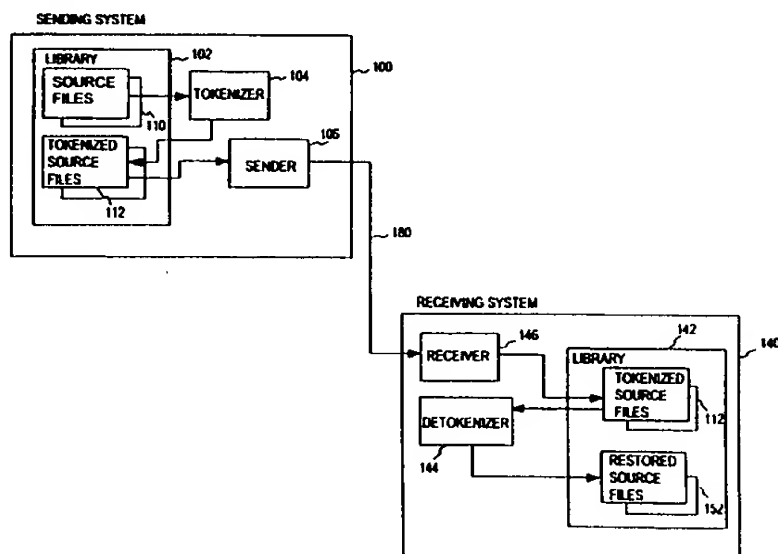 SENDING SYSTEM
LIBRARY
102
100
SOURCE
FILES
104
TOKENIZER
110
TOKENIZED
SOURCE
FILES
106
SENDER
112
180
RECEIVING SYSTEM
146
142
140
RECEIVER
LIBRARY
TOKENIZED
SOURCE
FILES
112
DETOKENIZER
144
RESTORED
SOURCE
FILES
152